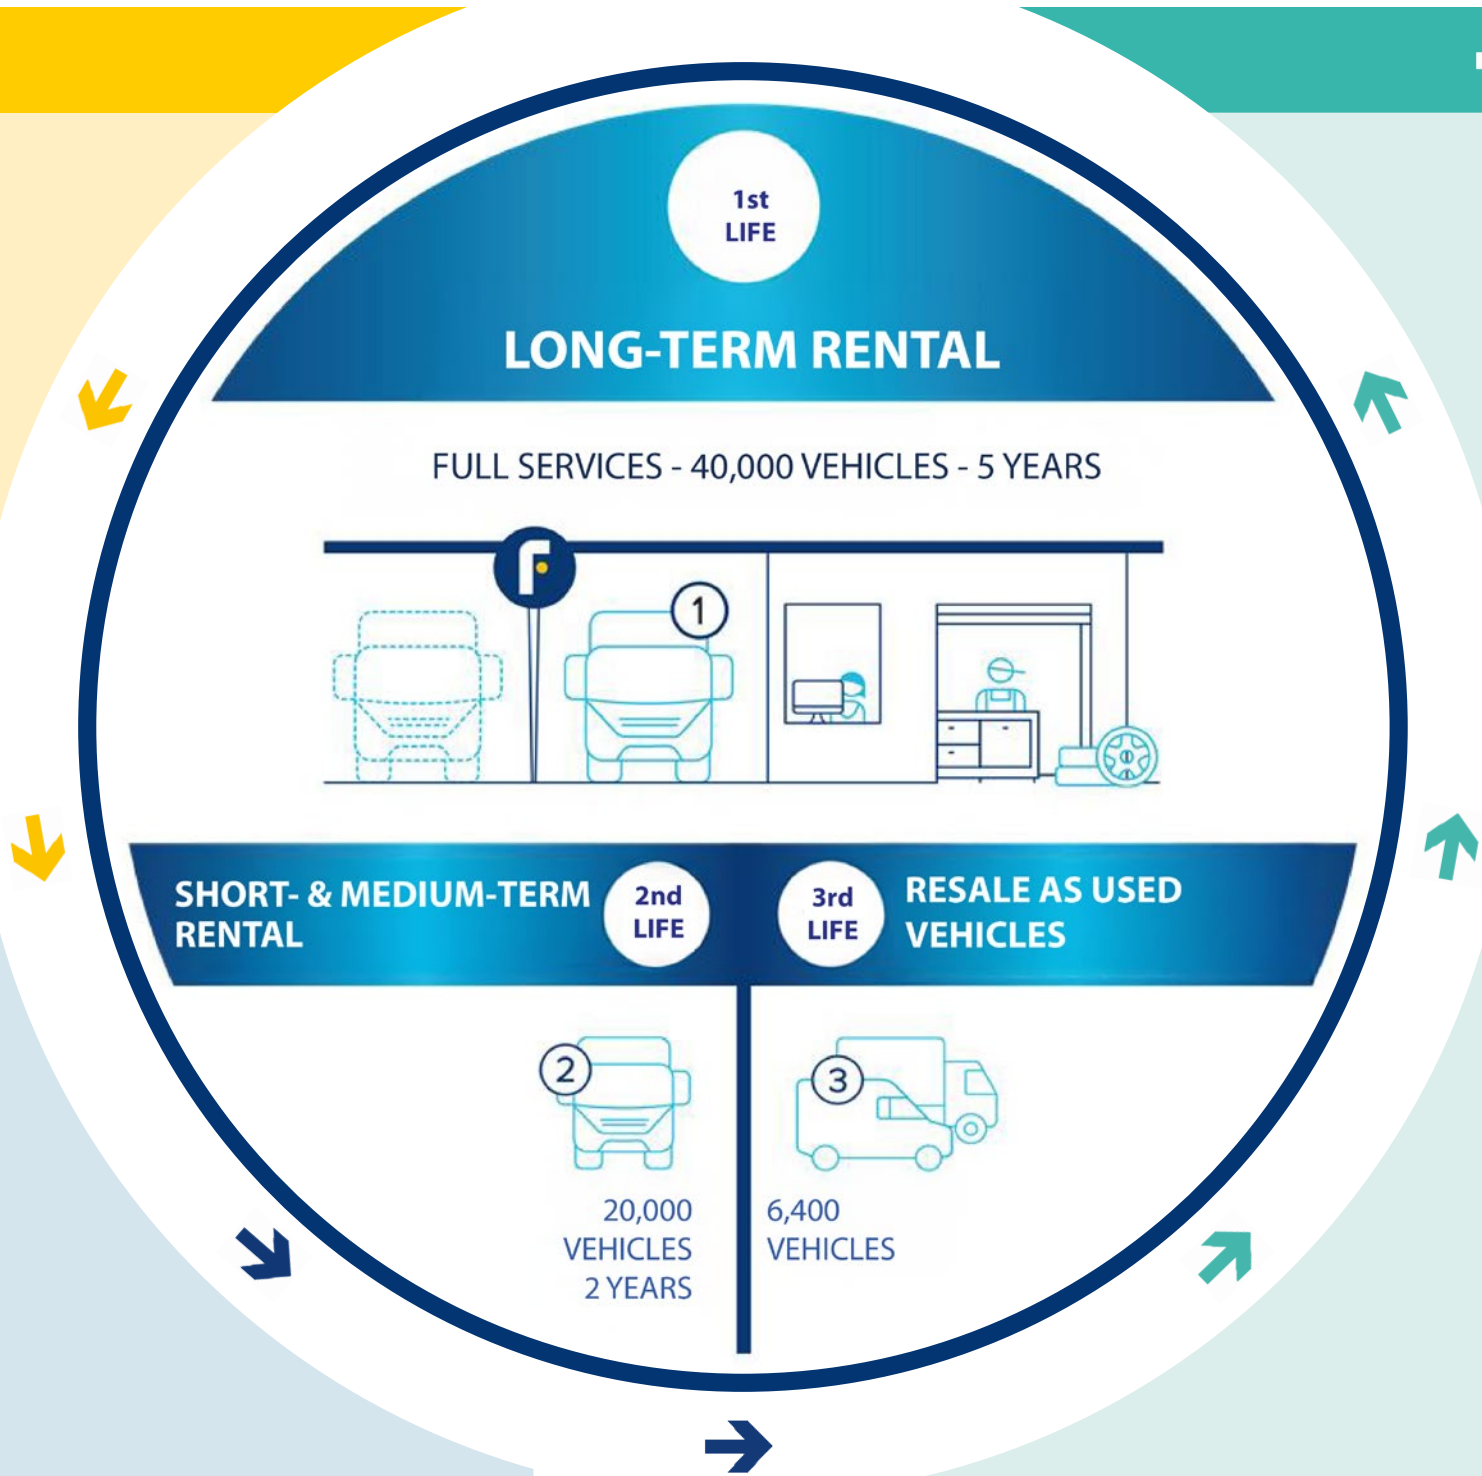 1st
LIFE
LONG-TERM RENTAL
FULL SERVICES - 40,000 VEHICLES - 5 YEARS
1
SHORT- & MEDIUM-TERM
RENTAL
2nd
LIFE
3rd
LIFE
RESALE AS USED
VEHICLES
2
20,000
VEHICLES
2 YEARS
3
6,400
VEHICLES